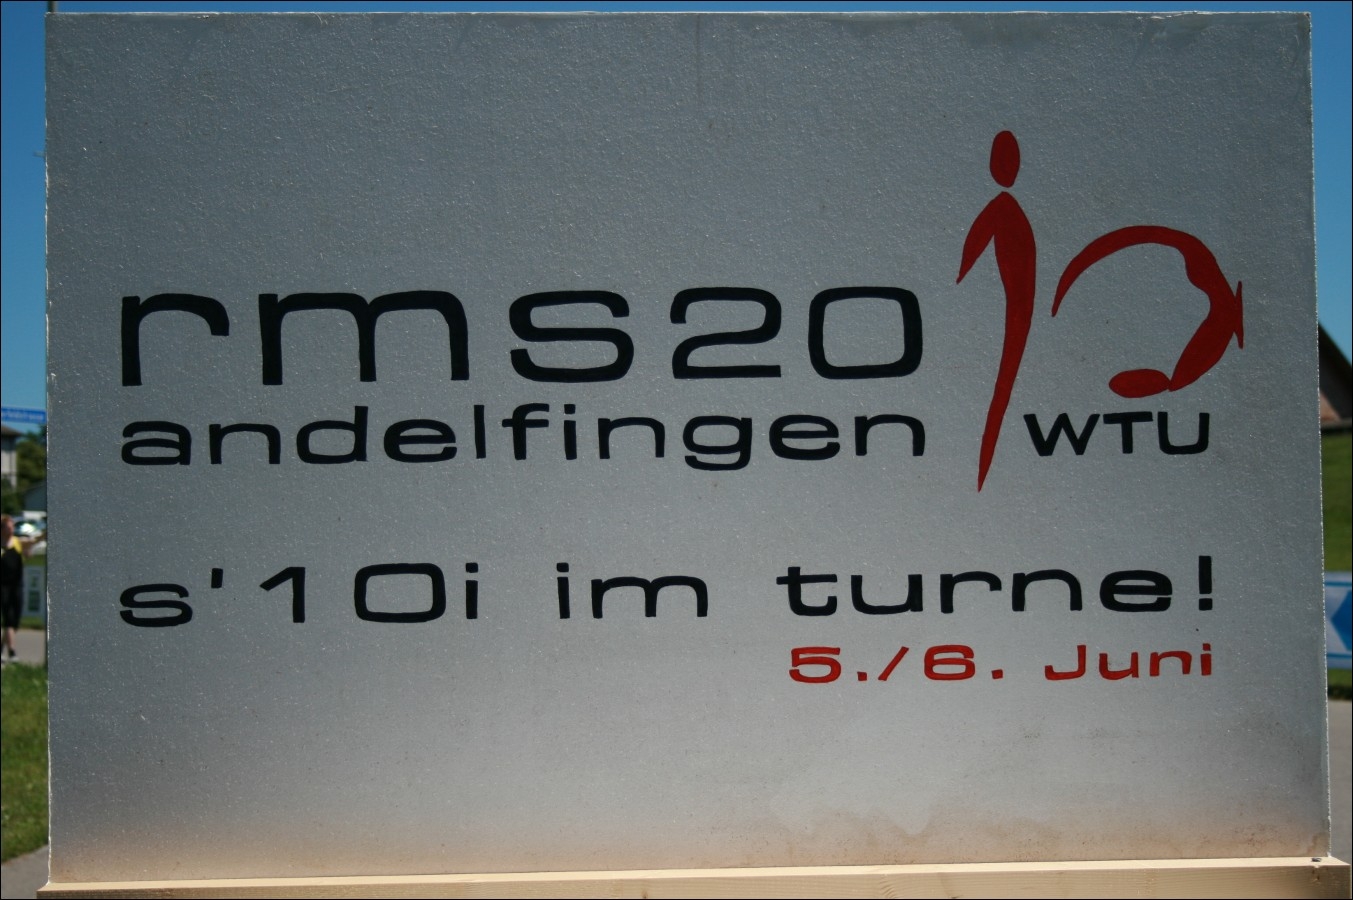 rms2010
andelfingen WTU
s'10i im turne!
5./6. Juni